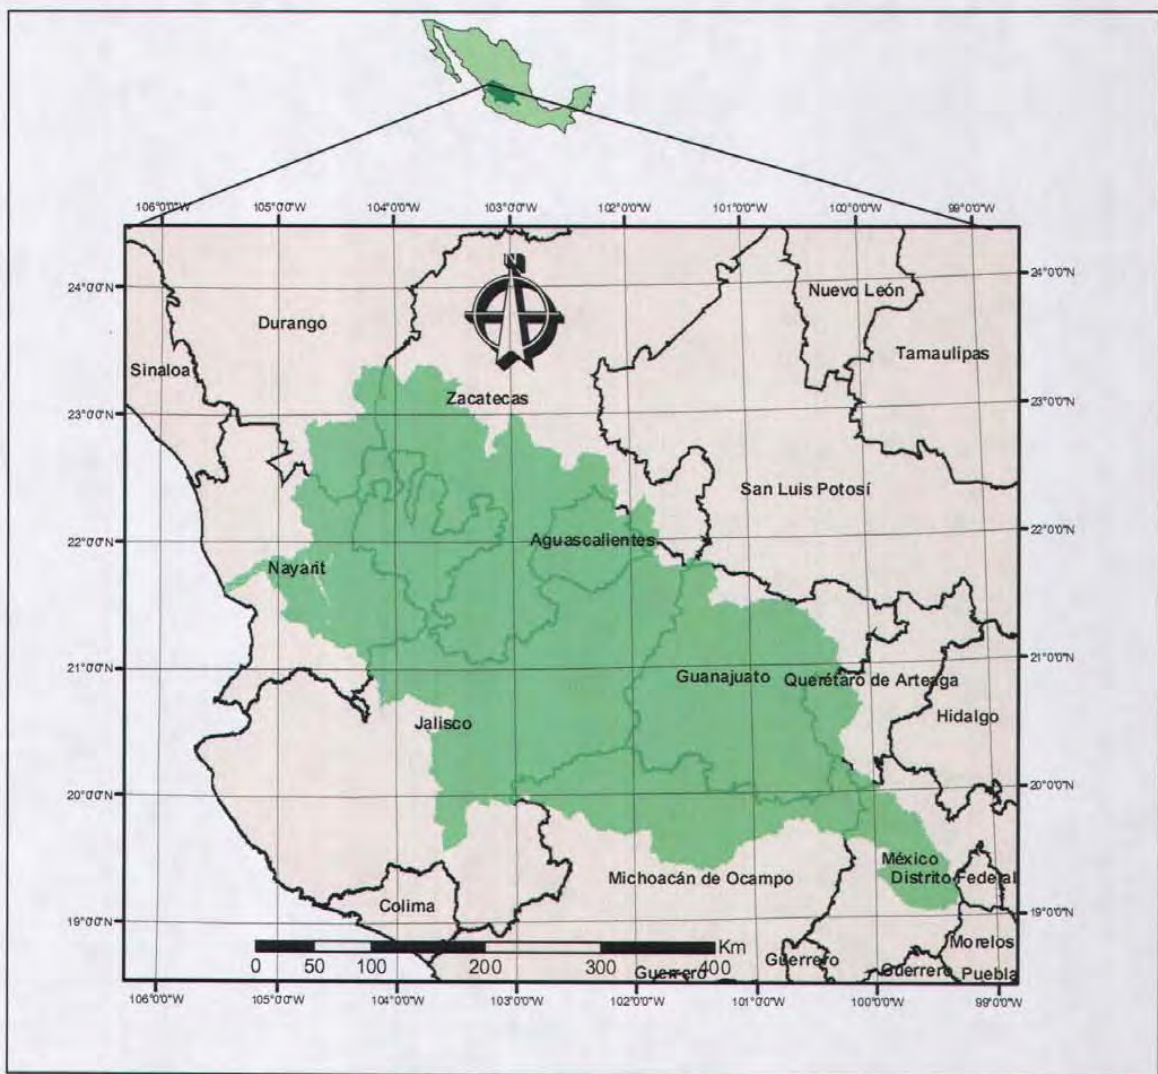 106°0'0"W 105°0'0"W 104°0'0"W 103°0'0"W 102°0'0"W 101°0'0"W 100°0'0"W 99°0'0"W
N
24°0'0"N 24°0'0"N
Nuevo León
Durango
Tamaulipas
Sinaloa
Zacatecas
23°0'0"N 23°0'0"N
San Luis Potosí
22°0'0"N 22°0'0"N
Aguascalientes
Nayarit
21°0'0"N 21°0'0"N
Guanajuato Querétaro de Arteaga
Jalisco Hidalgo
20°0'0"N 20°0'0"N
México
Michoacán de Ocampo Distrito Federal
Colima
19°0'0"N 19°0'0"N
Km Morelos
0 50 100 200 300 400
Guerrero Guerrero Guerrero Puebla
106°0'0"W 105°0'0"W 104°0'0"W 103°0'0"W 102°0'0"W 101°0'0"W 100°0'0"W 99°0'0"W